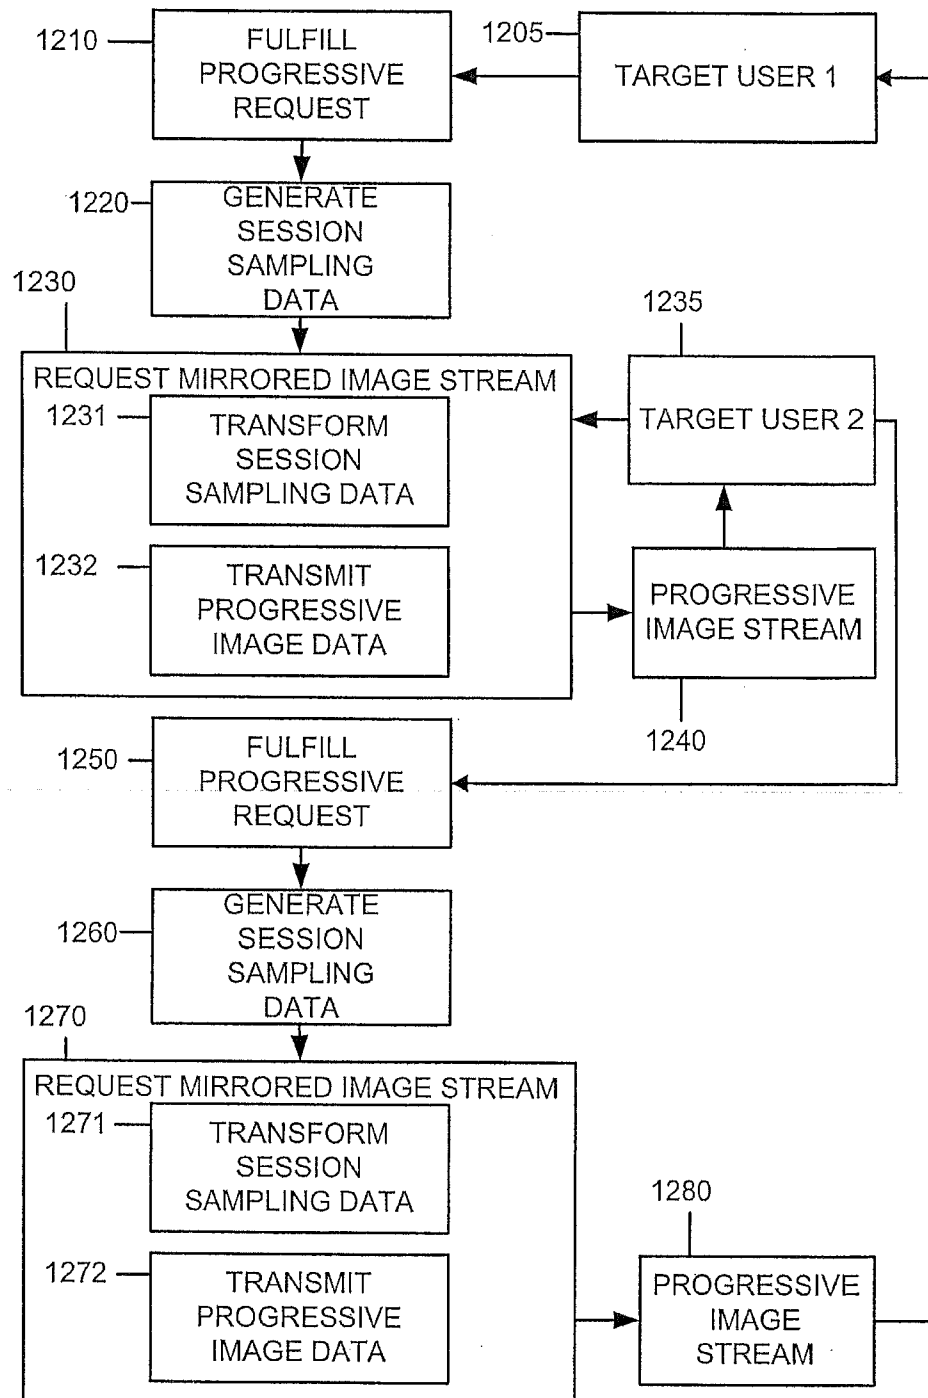 1210
FULFILL
PROGRESSIVE
REQUEST
1205
TARGET USER 1
1220
GENERATE
SESSION
SAMPLING
DATA
1230
REQUEST MIRRORED IMAGE STREAM
1231
TRANSFORM
SESSION
SAMPLING DATA
1232
TRANSMIT
PROGRESSIVE
IMAGE DATA
1235
TARGET USER 2
PROGRESSIVE
IMAGE STREAM
1240
1250
FULFILL
PROGRESSIVE
REQUEST
1260
GENERATE
SESSION
SAMPLING
DATA
1270
REQUEST MIRRORED IMAGE STREAM
1271
TRANSFORM
SESSION
SAMPLING DATA
1272
TRANSMIT
PROGRESSIVE
IMAGE DATA
1280
PROGRESSIVE
IMAGE
STREAM